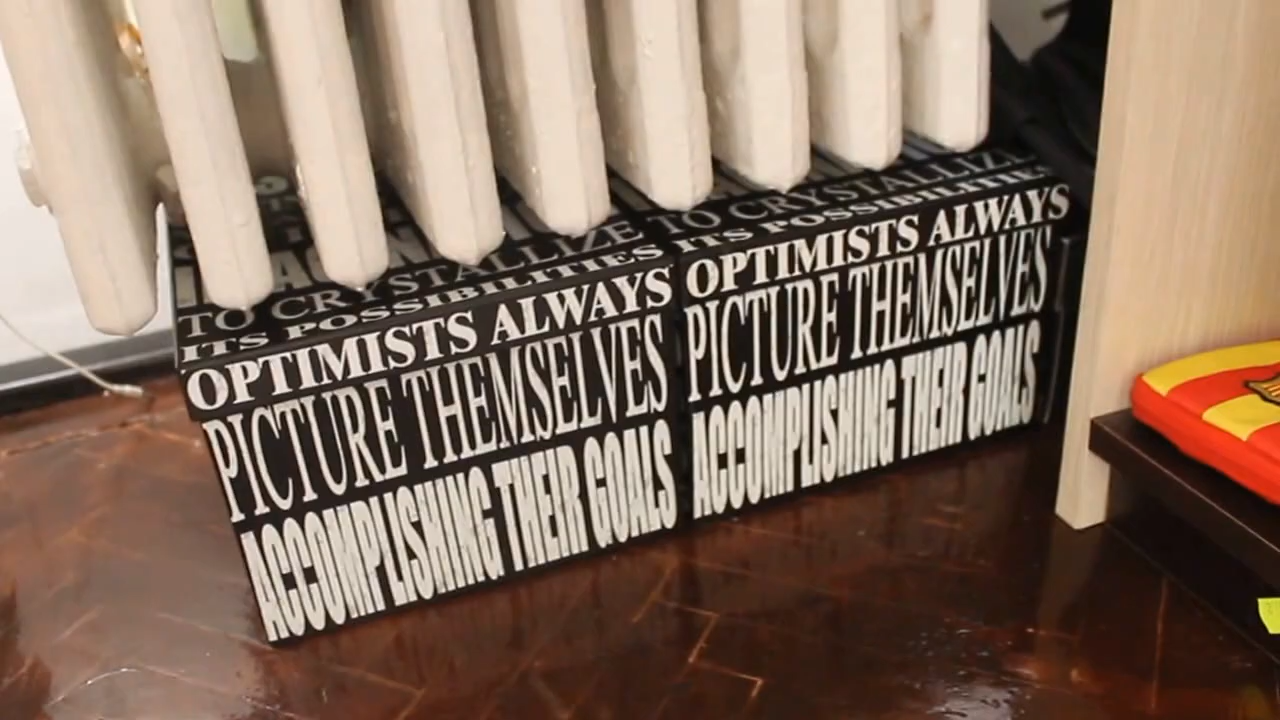 TO CRYSTALLIZE
ITS POSSIBILITIES
OPTIMISTS ALWAYS
PICTURE THEMSELVES
ACCOMPLISHING THEIR GOALS
TO CRYSTALLIZE
ITS POSSIBILITIES
OPTIMISTS ALWAYS
PICTURE THEMSELVES
ACCOMPLISHING THEIR GOALS